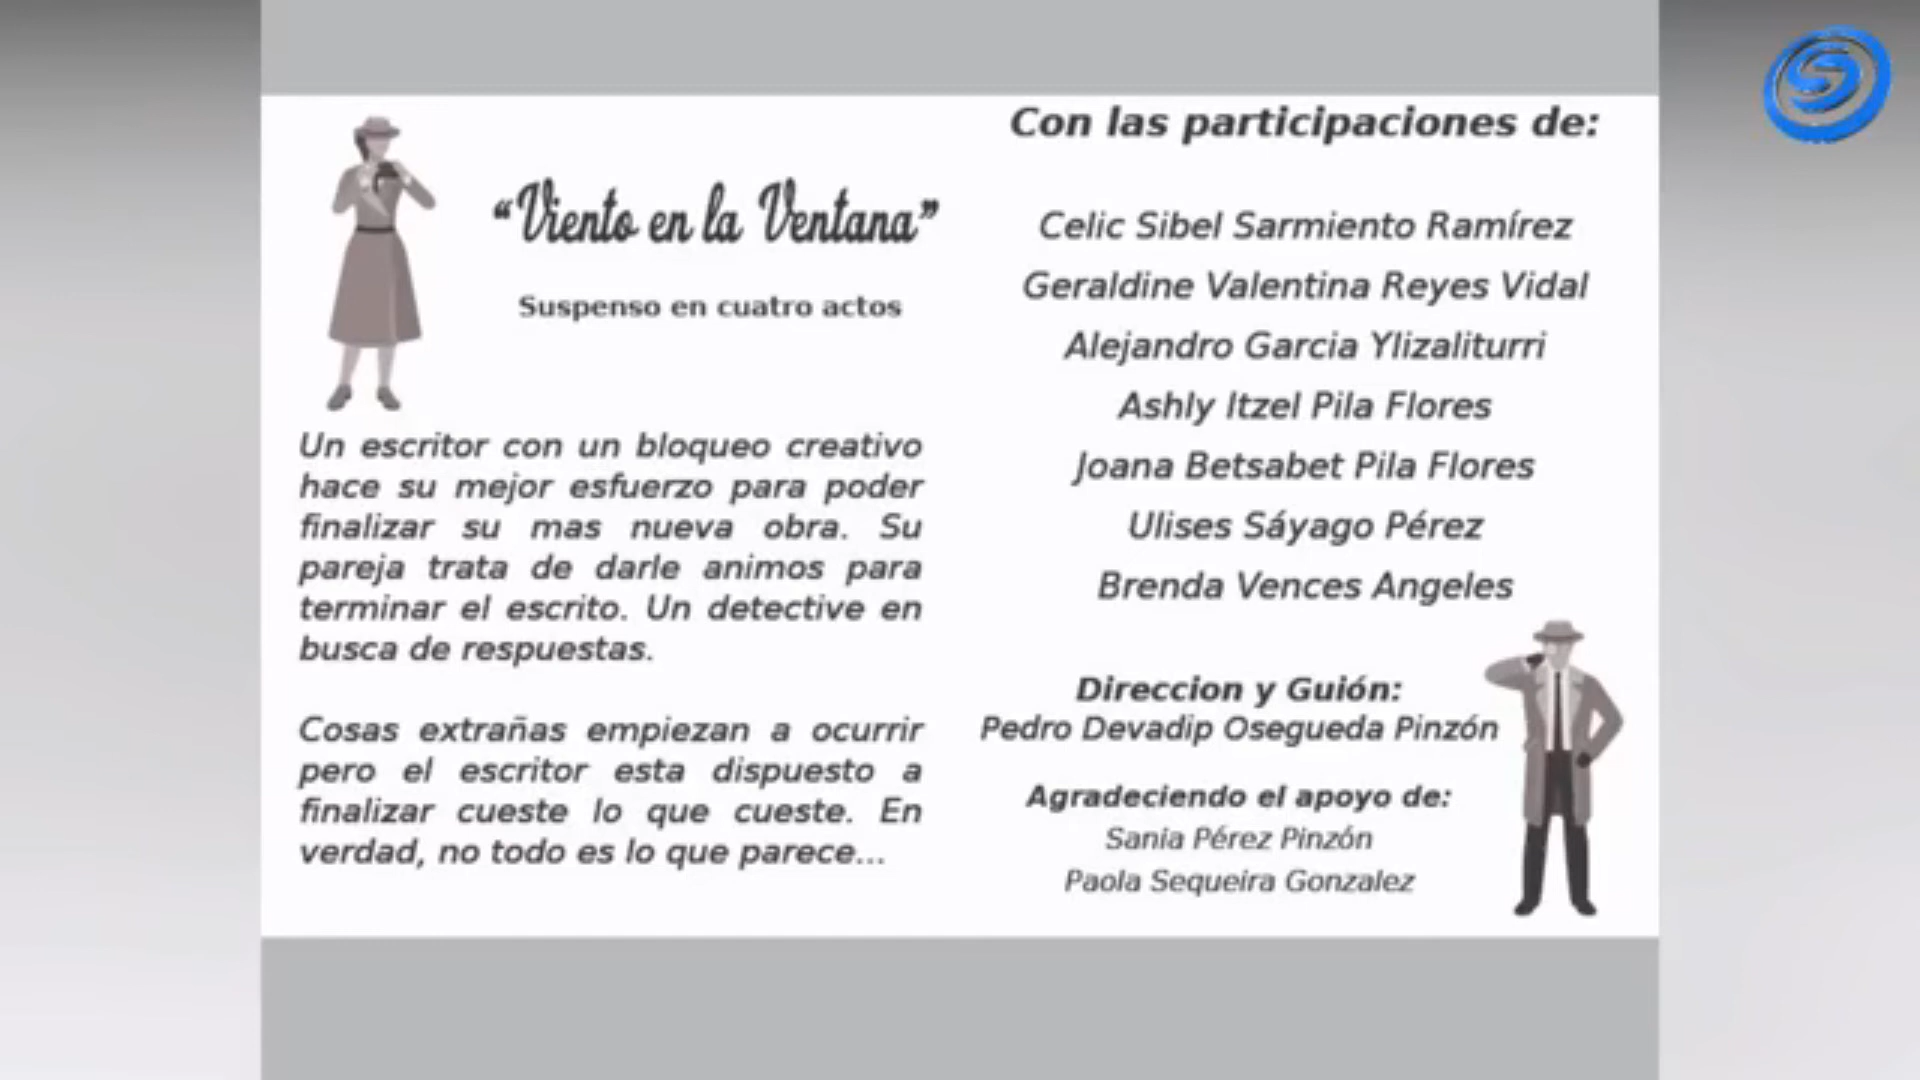 “Viento en la Ventana”
Suspenso en cuatro actos
Un escritor con un bloqueo creativo
hace su mejor esfuerzo para poder
finalizar su mas nueva obra. Su
pareja trata de darle animos para
terminar el escrito. Un detective en
busca de respuestas.
Cosas extrañas empiezan a ocurrir
pero el escritor esta dispuesto a
finalizar cueste lo que cueste. En
verdad, no todo es lo que parece...
Con las participaciones de:
Celic Sibel Sarmiento Ramírez
Geraldine Valentina Reyes Vidal
Alejandro Garcia Ylizaliturri
Ashly Itzel Pila Flores
Joana Betsabet Pila Flores
Ulises Sáyago Pérez
Brenda Vences Angeles
Direccion y Guión:
Pedro Devadip Osegueda Pinzón
Agradeciendo el apoyo de:
Sania Pérez Pinzón
Paola Sequeira Gonzalez